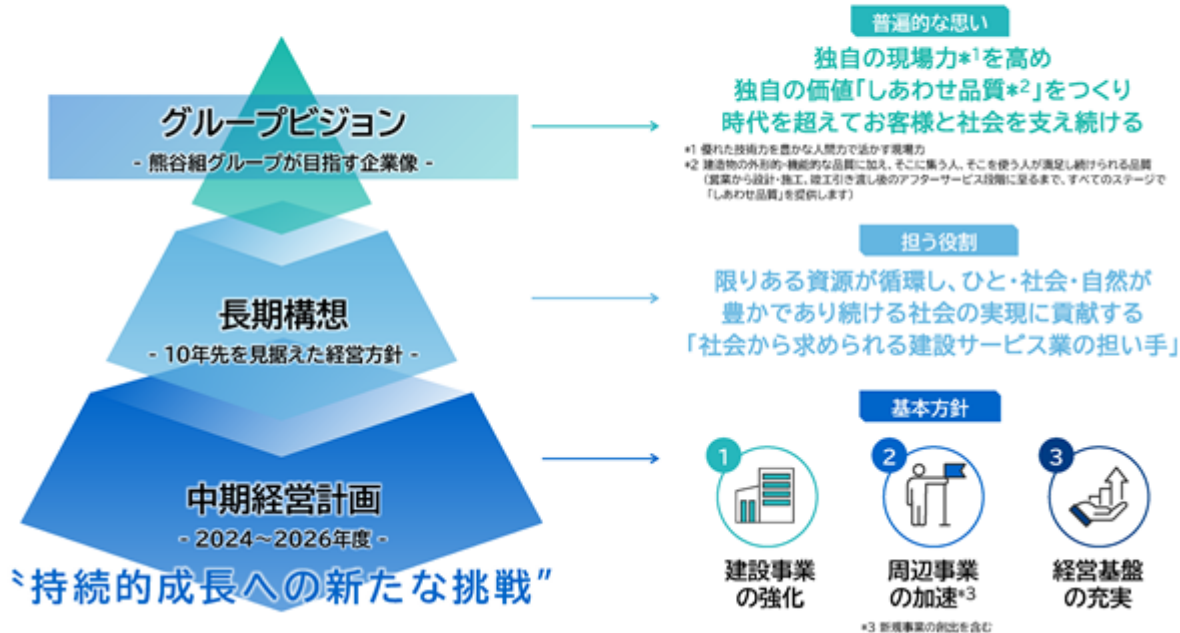 グループビジョン
- 熊谷組グループが目指す企業像 -
普遍的な思い
独自の現場力*1を高め
独自の価値「しあわせ品質*2」をつくり
時代を超えてお客様と社会を支え続ける
*1 優れた技術力を豊かな人間力で活かす現場力
*2 建造物の外形的・機能的な品質に加え、そこに集う人、そこを使う人が満足し続けられる品質
(営業から設計・施工、竣工引き渡し後のアフターサービス段階に至るまで、すべてのステージで
「しあわせ品質」を提供します)
長期構想
- 10年先を見据えた経営方針 -
担う役割
限りある資源が循環し、ひと・社会・自然が
豊かであり続ける社会の実現に貢献する
「社会から求められる建設サービス業の担い手」
中期経営計画
- 2024～2026年度 -
〝持続的成長への新たな挑戦”
基本方針
1
建設事業
の強化
2
周辺事業
の加速*3
*3 新規事業の創出を含む
3
経営基盤
の充実